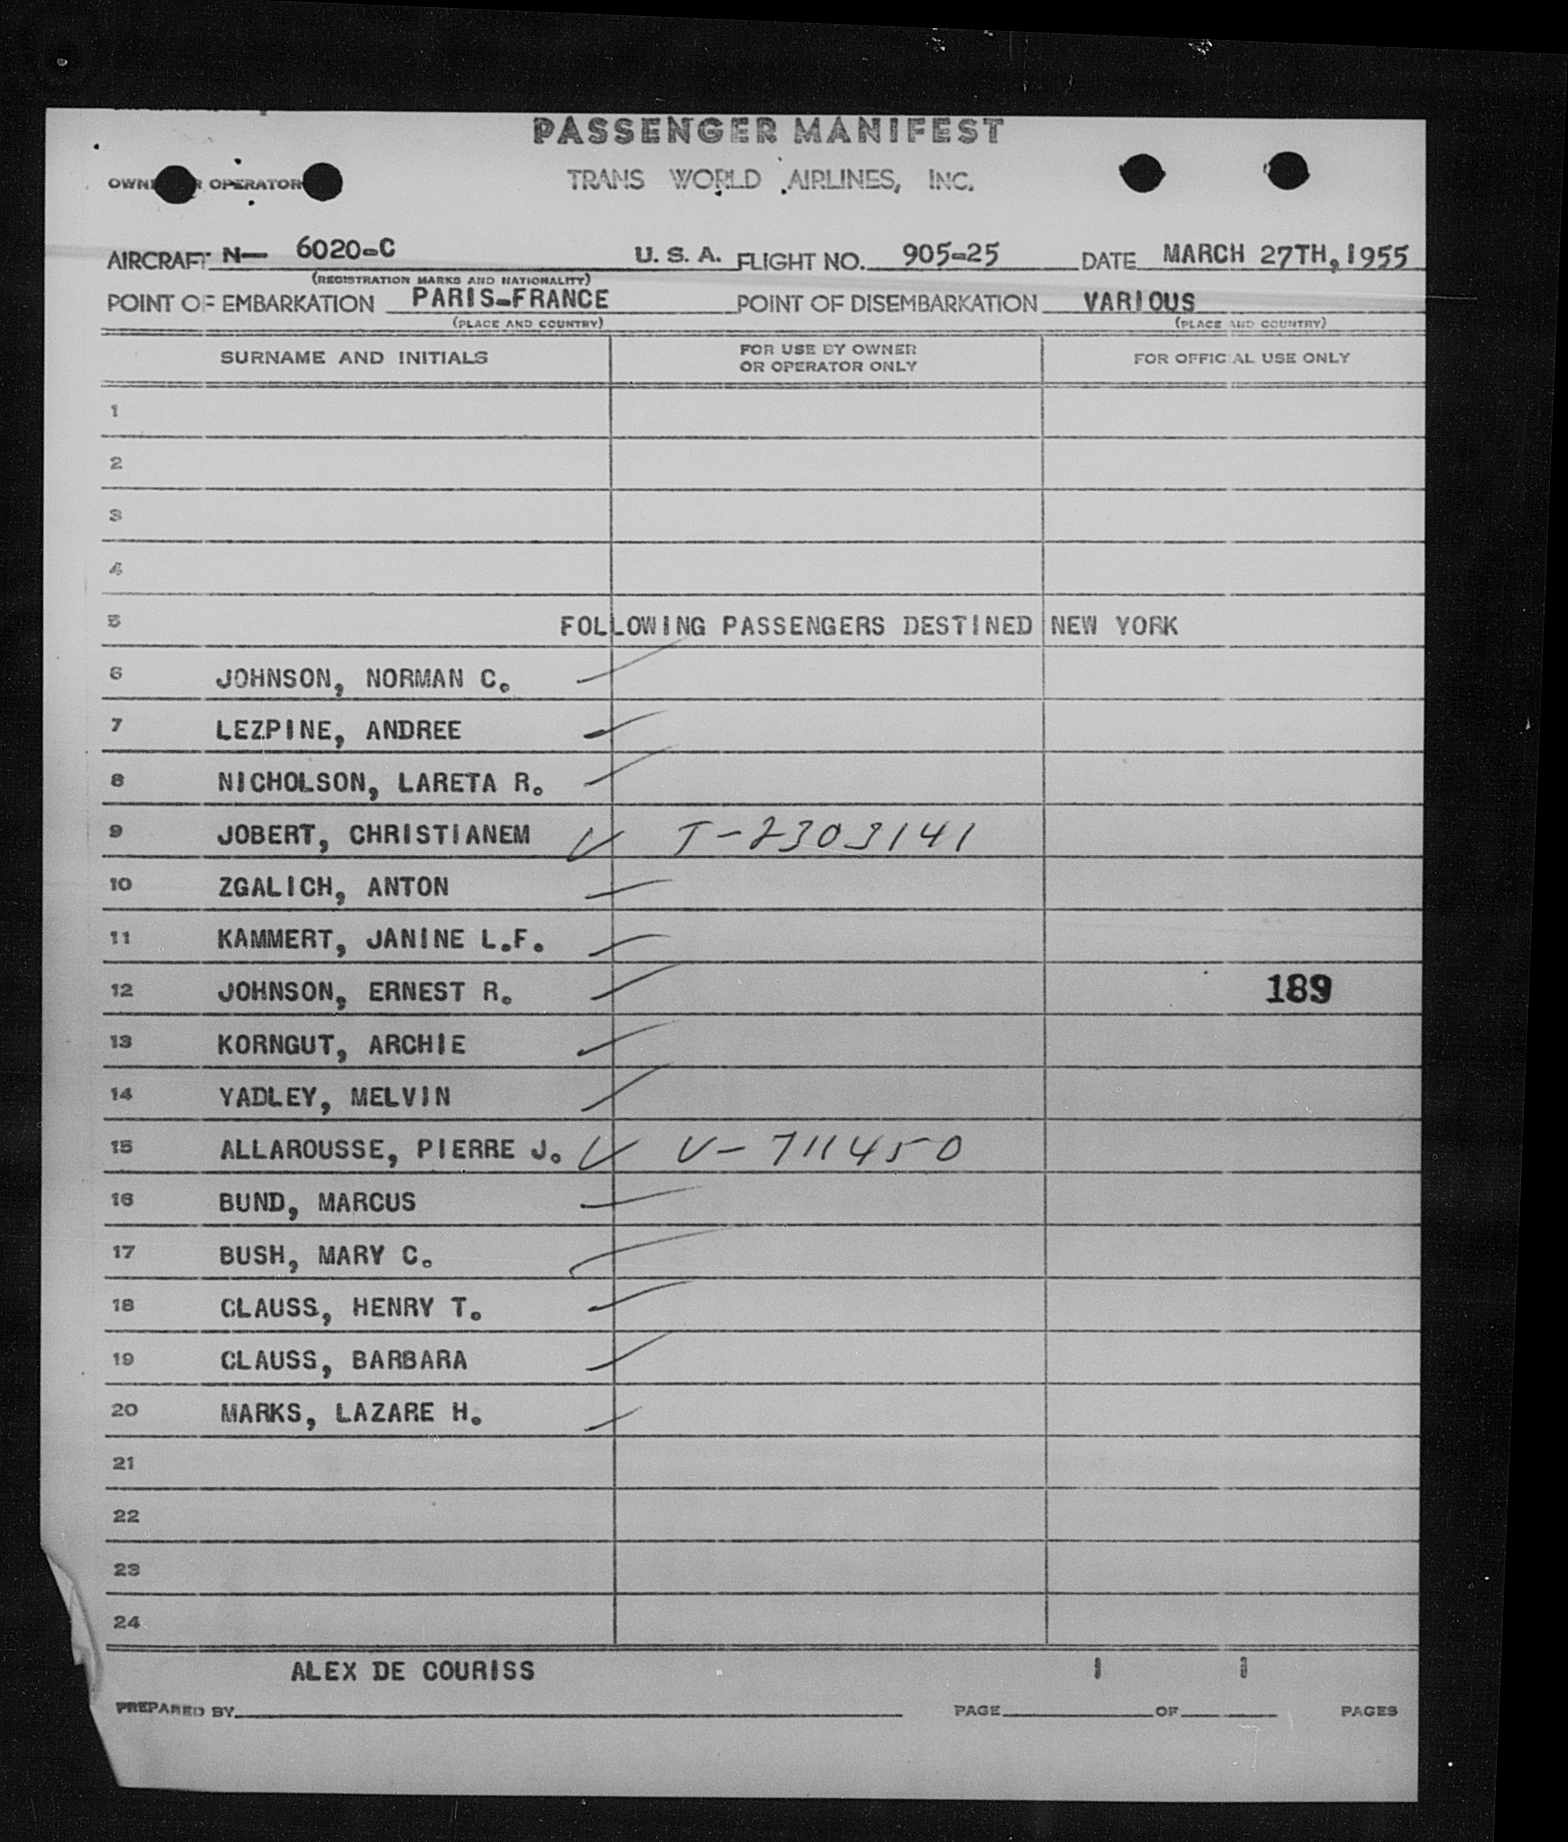 PASSENGER MANIFEST
OWNER OR OPERATOR TRANS WORLD AIRLINES, INC.
AIRCRAFT N— 6020-C U. S. A. FLIGHT NO. 905-25 DATE MARCH 27TH, 1955
(REGISTRATION MARKS AND NATIONALITY)
POINT OF EMBARKATION PARIS-FRANCE POINT OF DISEMBARKATION VARIOUS
(PLACE AND COUNTRY) (PLACE AND COUNTRY)
SURNAME AND INITIALS FOR USE BY OWNER OR OPERATOR ONLY FOR OFFICIAL USE ONLY
1
2
3
4
5 FOLLOWING PASSENGERS DESTINED NEW YORK
6 JOHNSON, NORMAN C.
7 LEZPINE, ANDREE
8 NICHOLSON, LARETA R.
9 JOBERT, CHRISTIANEM T-2303141
10 ZGALICH, ANTON
11 KAMMERT, JANINE L.F.
12 JOHNSON, ERNEST R. 189
13 KORNGUT, ARCHIE
14 YADLEY, MELVIN
15 ALLAROUSSE, PIERRE J. V-711450
16 BUND, MARCUS
17 BUSH, MARY C.
18 CLAUSS, HENRY T.
19 CLAUSS, BARBARA
20 MARKS, LAZARE H.
21
22
23
24
ALEX DE COURISS 1 1
PREPARED BY PAGE OF PAGES